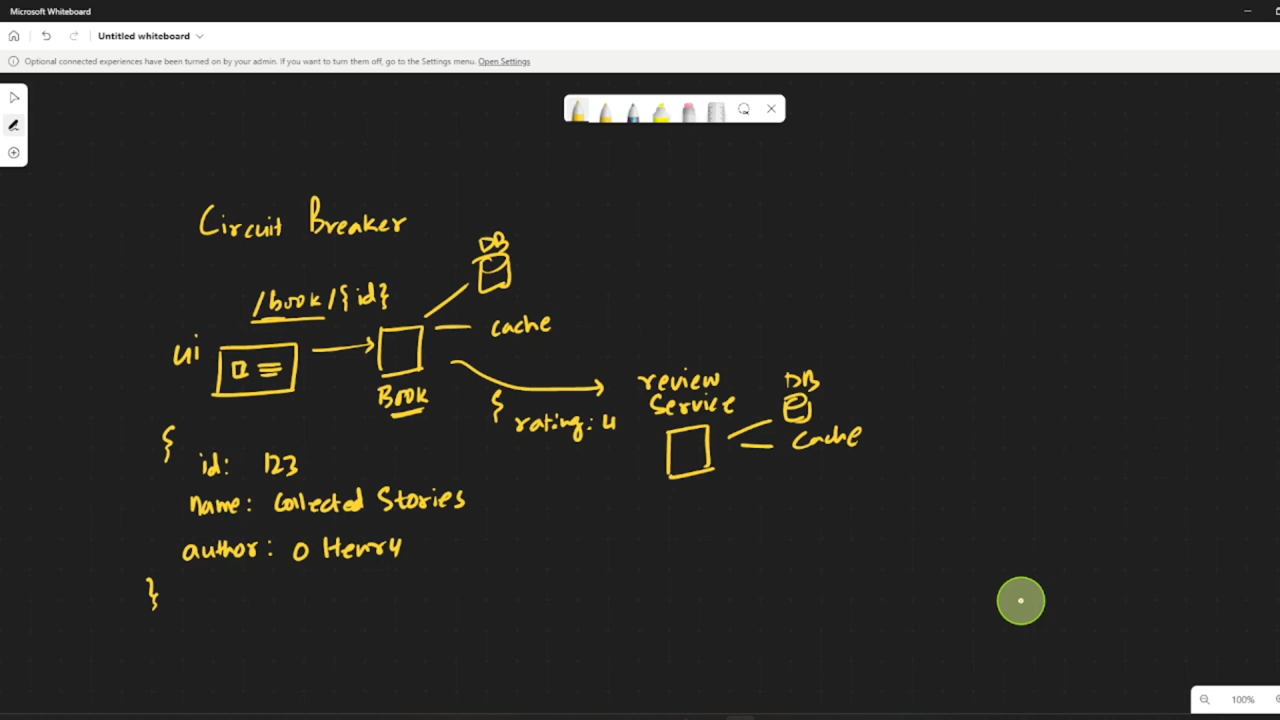 Microsoft Whiteboard
Untitled whiteboard
Optional connected experiences have been turned on by your admin. If you want to turn them off, go to the Settings menu. Open Settings
Circuit Breaker
DB
/book/{id}
cache
ui
Book
review
service
DB
cache
{
rating: 4
{
id: 123
name: Collected Stories
author: O Henry
}
100%